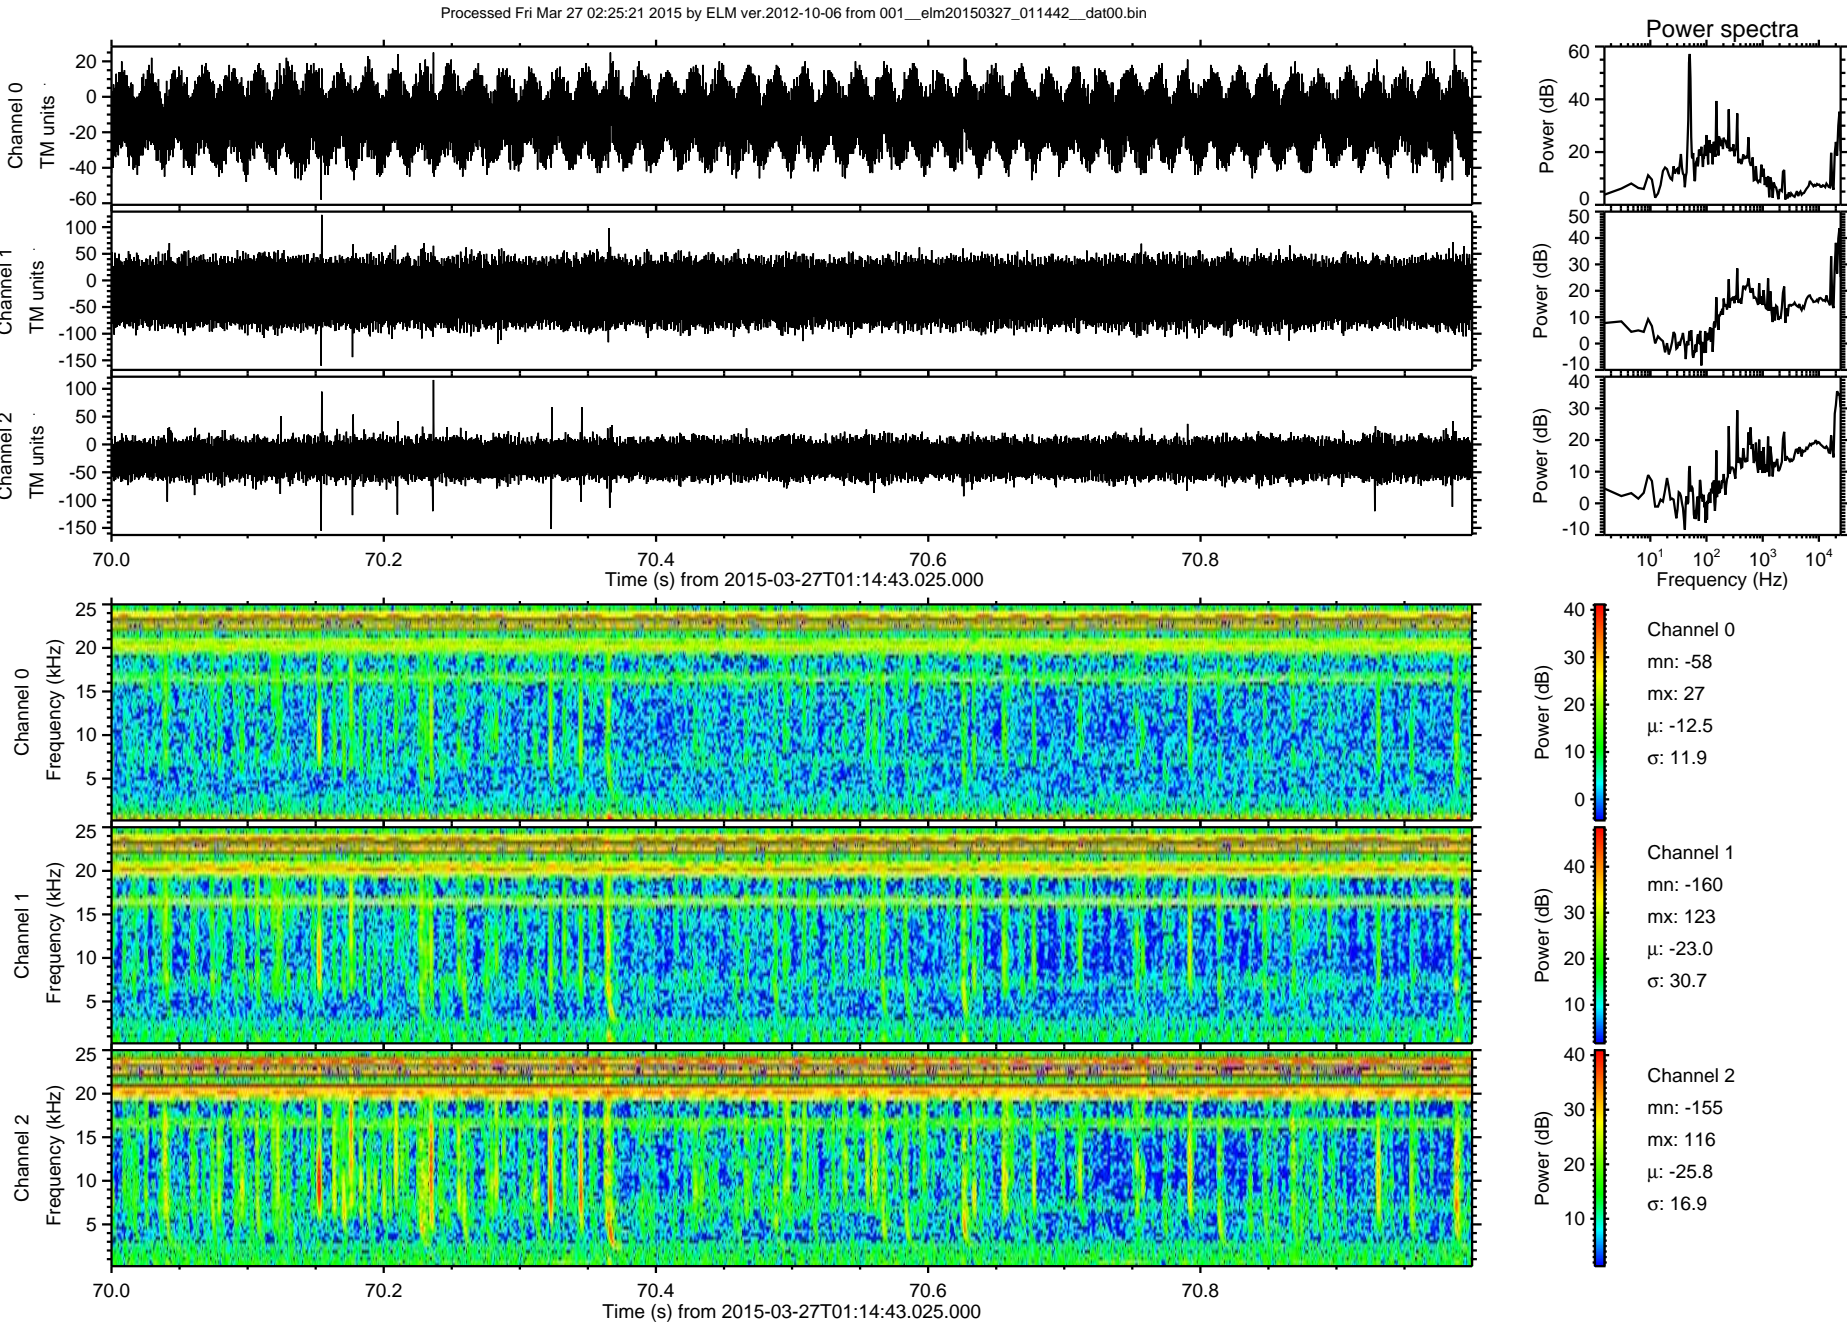 Processed Fri Mar 27 02:25:21 2015 by ELM ver.2012-10-06 from 001__elm20150327_011442__dat00.bin
Power spectra
Channel 0
TM units
20
0
-20
-40
-60
Power (dB)
60
40
20
0
Channel 1
TM units
100
50
0
-50
-100
-150
Power (dB)
50
40
30
20
10
0
-10
Channel 2
TM units
100
50
0
-50
-100
-150
Power (dB)
40
30
20
10
0
-10
70.0 70.2 70.4 70.6 70.8
Time (s) from 2015-03-27T01:14:43.025.000
10¹ 10² 10³ 10⁴
Frequency (Hz)
Channel 0
Frequency (kHz)
25
20
15
10
5
Power (dB)
40
30
20
10
0
Channel 0
mn: -58
mx: 27
μ: -12.5
σ: 11.9
Channel 1
Frequency (kHz)
25
20
15
10
5
Power (dB)
40
30
20
10
Channel 1
mn: -160
mx: 123
μ: -23.0
σ: 30.7
Channel 2
Frequency (kHz)
25
20
15
10
5
Power (dB)
40
30
20
10
Channel 2
mn: -155
mx: 116
μ: -25.8
σ: 16.9
70.0 70.2 70.4 70.6 70.8
Time (s) from 2015-03-27T01:14:43.025.000